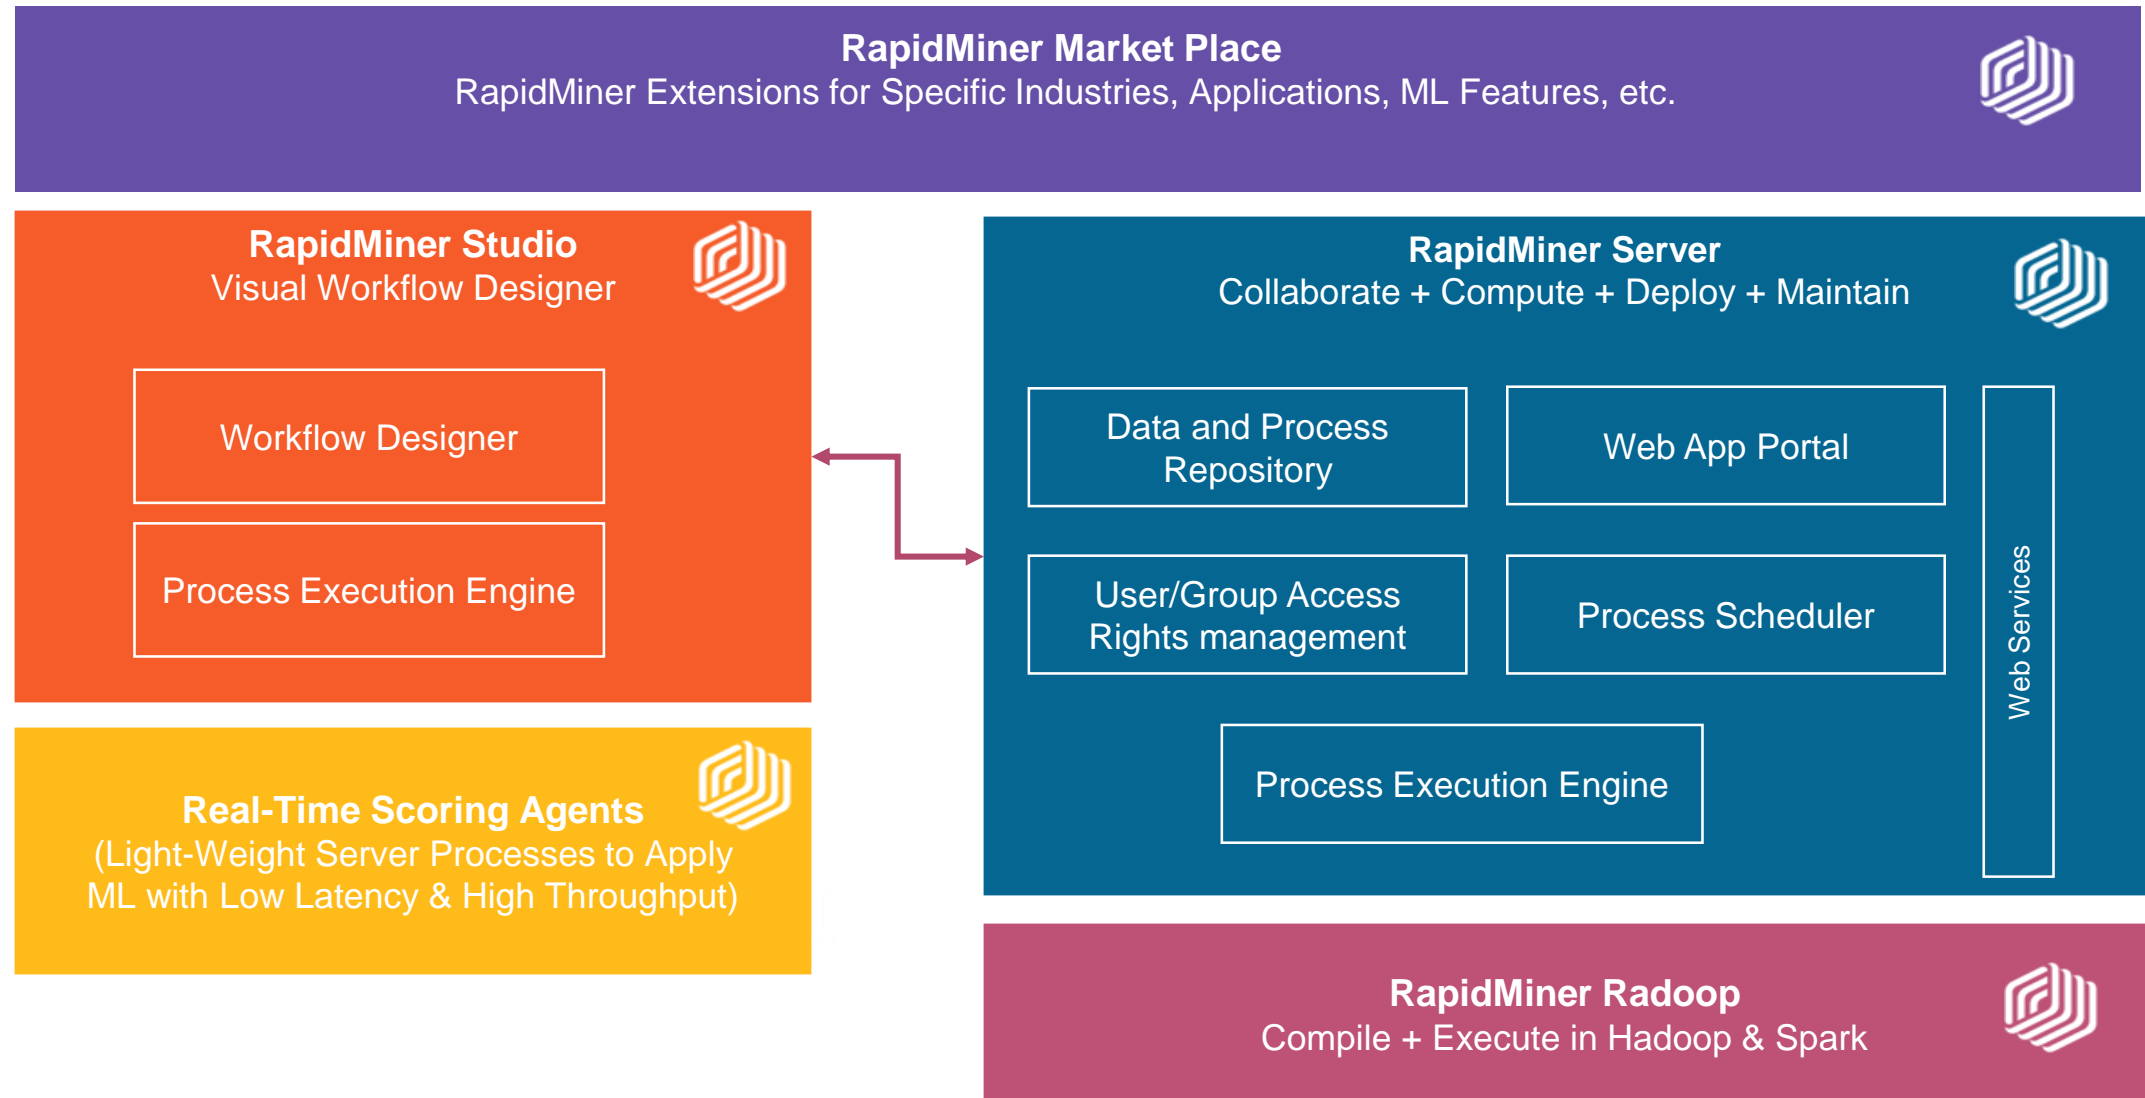 RapidMiner Market Place
RapidMiner Extensions for Specific Industries, Applications, ML Features, etc.
RapidMiner Studio
Visual Workflow Designer
Workflow Designer
Process Execution Engine
Real-Time Scoring Agents
(Light-Weight Server Processes to Apply
ML with Low Latency & High Throughput)
RapidMiner Server
Collaborate + Compute + Deploy + Maintain
Data and Process
Repository
Web App Portal
User/Group Access
Rights management
Process Scheduler
Process Execution Engine
Web Services
RapidMiner Radoop
Compile + Execute in Hadoop & Spark